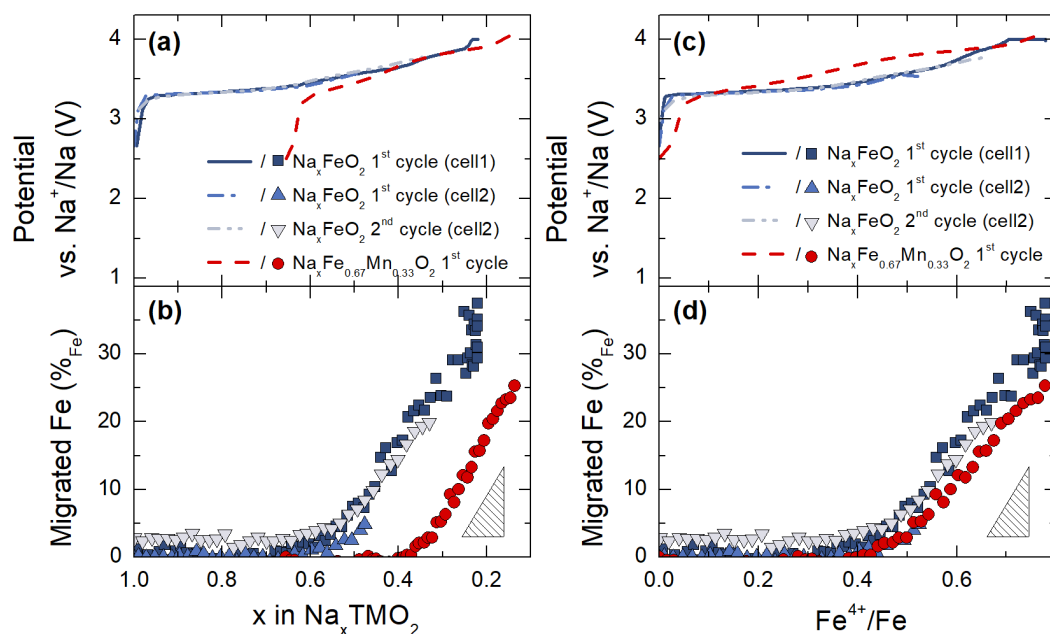 (a)
4
3
2
1
Potential
vs. Na⁺/Na (V)
/ NaₓFeO₂ 1ˢᵗ cycle (cell1)
/ NaₓFeO₂ 1ˢᵗ cycle (cell2)
/ NaₓFeO₂ 2ⁿᵈ cycle (cell2)
/ NaₓFe₀.₆₇Mn₀.₃₃O₂ 1ˢᵗ cycle
(c)
4
3
2
1
Potential
vs. Na⁺/Na (V)
/ NaₓFeO₂ 1ˢᵗ cycle (cell1)
/ NaₓFeO₂ 1ˢᵗ cycle (cell2)
/ NaₓFeO₂ 2ⁿᵈ cycle (cell2)
/ NaₓFe₀.₆₇Mn₀.₃₃O₂ 1ˢᵗ cycle
(b)
30
20
10
0
Migrated Fe (%Fe)
1.0 0.8 0.6 0.4 0.2
x in NaₓTMO₂
(d)
30
20
10
0
Migrated Fe (%Fe)
0.0 0.2 0.4 0.6
Fe⁴⁺/Fe